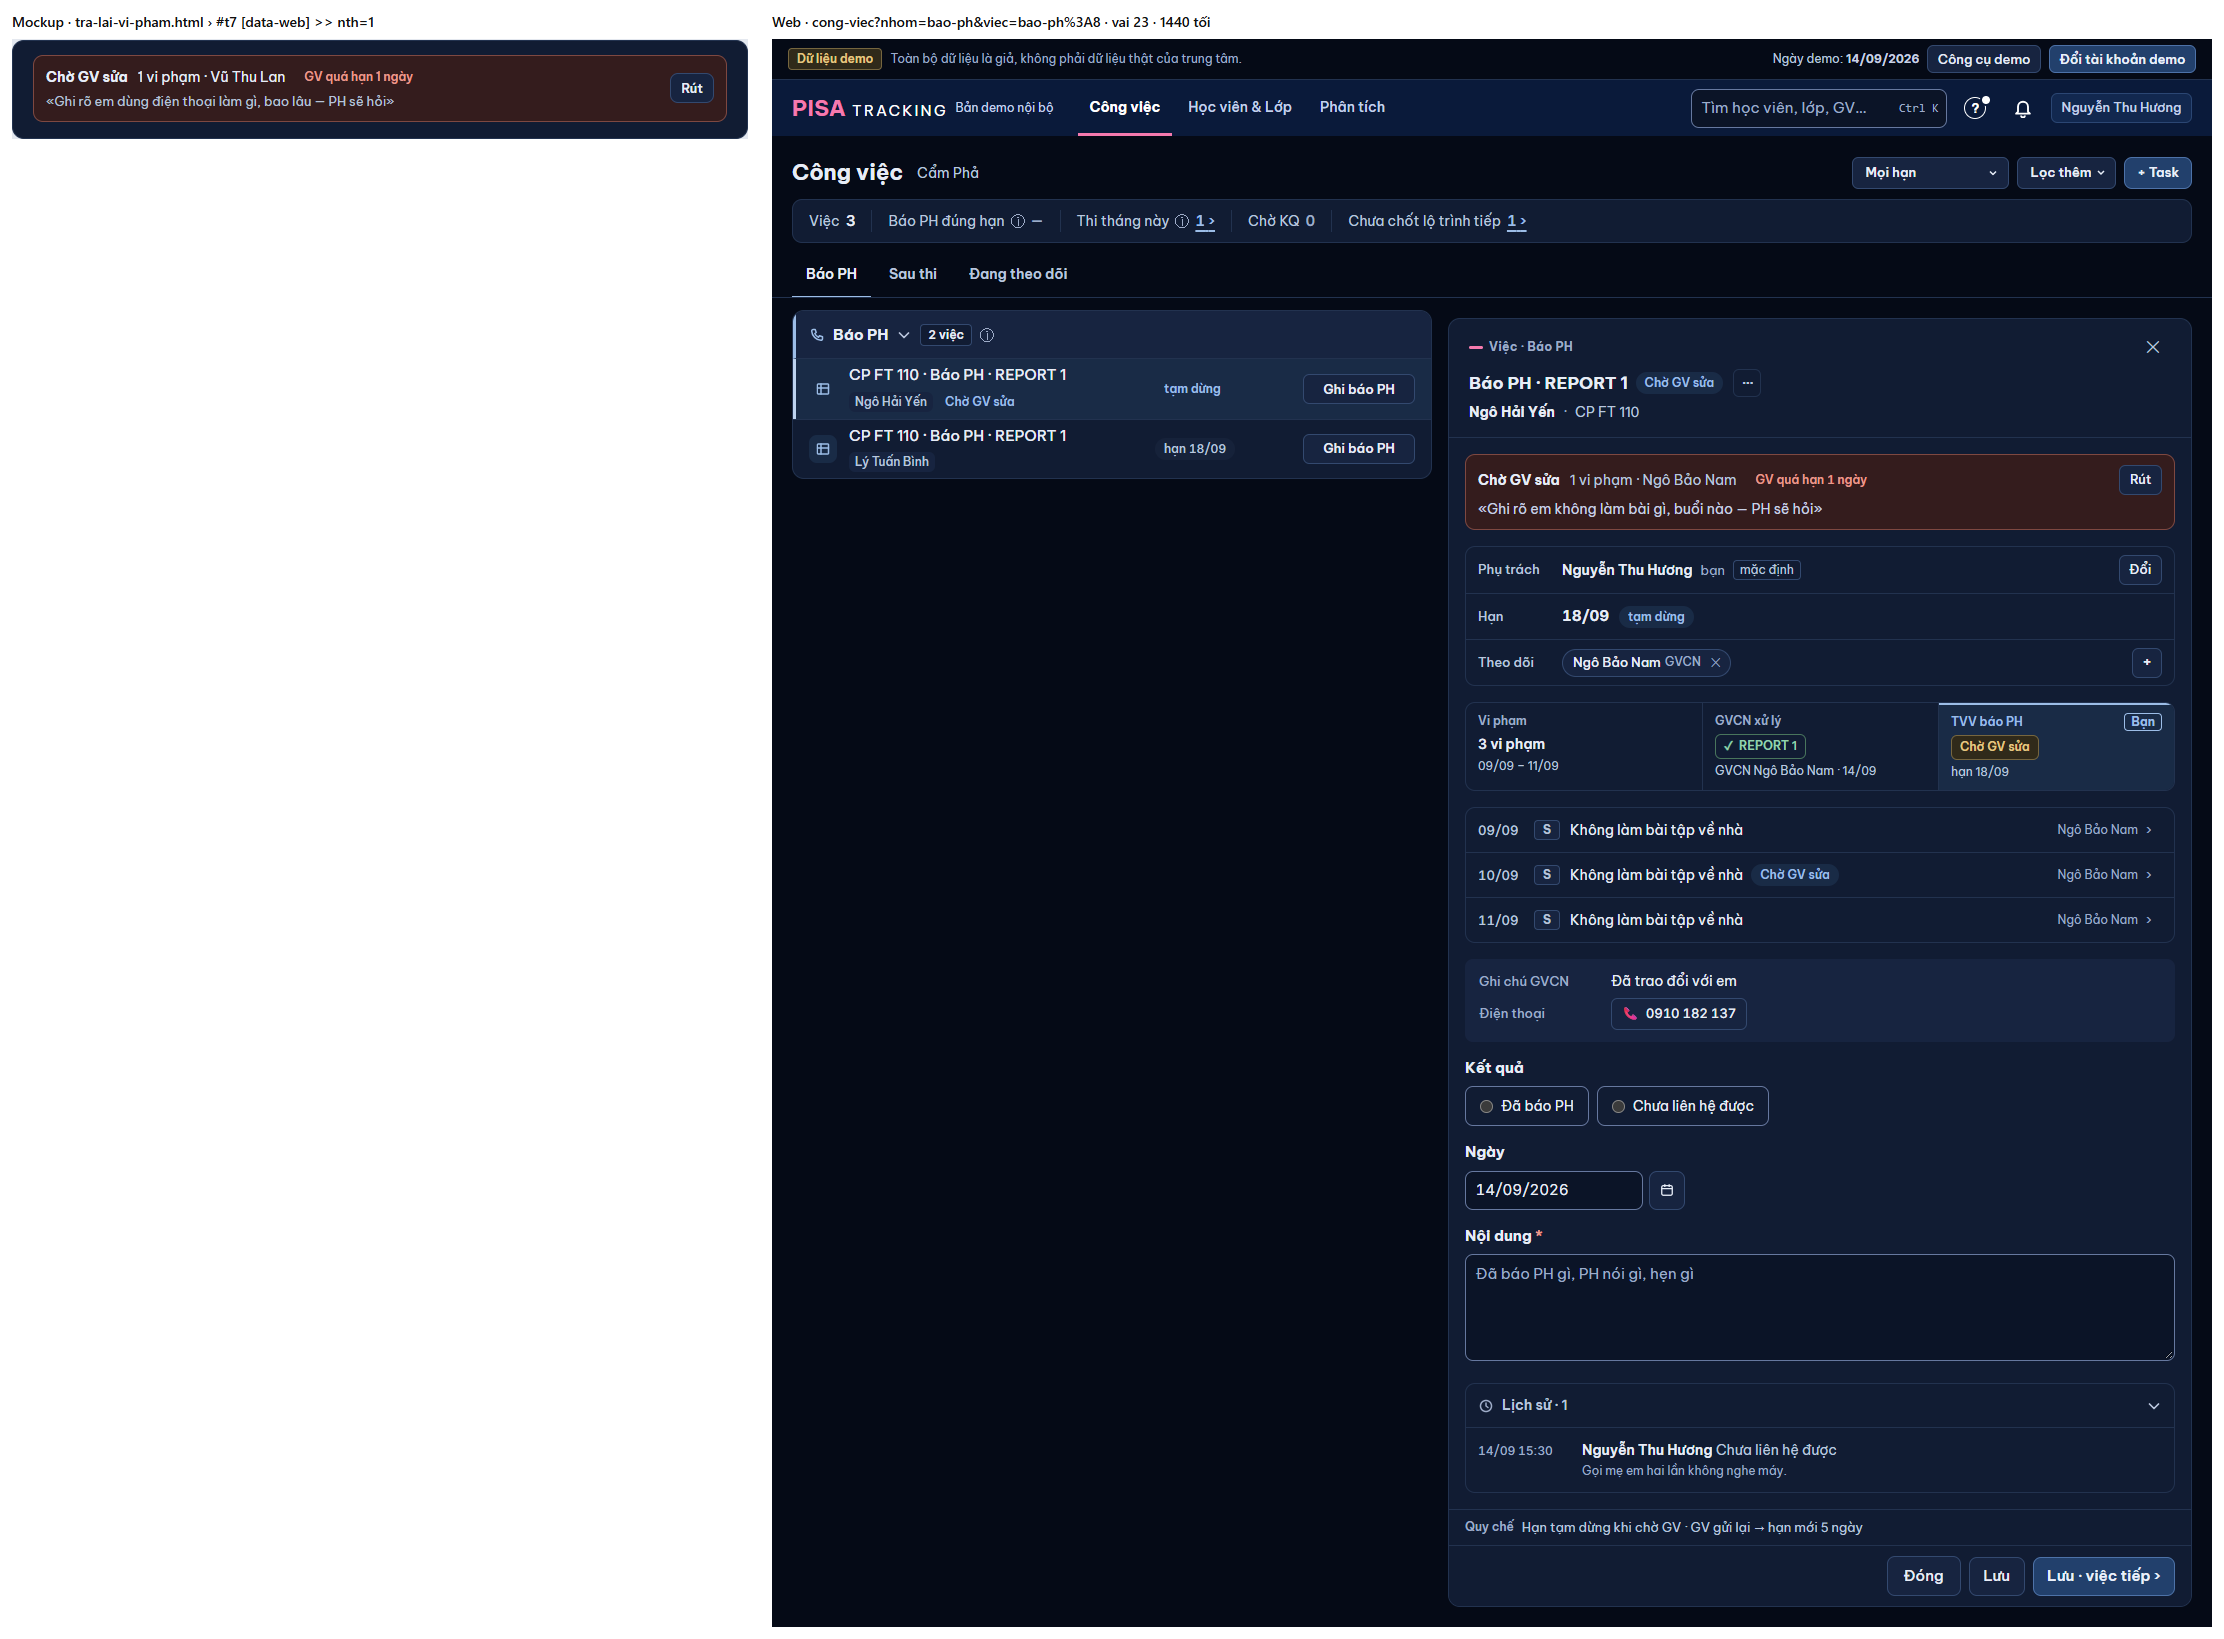 Mockup · tra-lai-vi-pham.html › #t7 [data-web] >> nth=1
Chờ GV sửa 1 vi phạm · Vũ Thu Lan GV quá hạn 1 ngày
«Ghi rõ em dùng điện thoại làm gì, bao lâu — PH sẽ hỏi»
Rút
Web · cong-viec?nhom=bao-ph&viec=bao-ph%3A8 · vai 23 · 1440 tối
Dữ liệu demo Toàn bộ dữ liệu là giả, không phải dữ liệu thật của trung tâm.
Ngày demo: 14/09/2026 Công cụ demo Đổi tài khoản demo
PISA TRACKING Bản demo nội bộ Công việc Học viên & Lớp Phân tích
Tìm học viên, lớp, GV... Ctrl K ? Nguyễn Thu Hương
Công việc Cẩm Phả
Mọi hạn Lọc thêm + Task
Việc 3 Báo PH đúng hạn — Thi tháng này 1 › Chờ KQ 0 Chưa chốt lộ trình tiếp 1 ›
Báo PH Sau thi Đang theo dõi
Báo PH 2 việc
CP FT 110 · Báo PH · REPORT 1
Ngô Hải Yến Chờ GV sửa
tạm dừng Ghi báo PH
CP FT 110 · Báo PH · REPORT 1
Lý Tuấn Bình
hạn 18/09 Ghi báo PH
Việc · Báo PH
Báo PH · REPORT 1 Chờ GV sửa ···
Ngô Hải Yến · CP FT 110
Chờ GV sửa 1 vi phạm · Ngô Bảo Nam GV quá hạn 1 ngày
Rút
«Ghi rõ em không làm bài gì, buổi nào — PH sẽ hỏi»
Phụ trách Nguyễn Thu Hương bạn mặc định Đổi
Hạn 18/09 tạm dừng
Theo dõi Ngô Bảo Nam GVCN +
Vi phạm
3 vi phạm
09/09 – 11/09
GVCN xử lý
✓ REPORT 1
GVCN Ngô Bảo Nam · 14/09
TVV báo PH Bạn
Chờ GV sửa
hạn 18/09
09/09 S Không làm bài tập về nhà Ngô Bảo Nam ›
10/09 S Không làm bài tập về nhà Chờ GV sửa Ngô Bảo Nam ›
11/09 S Không làm bài tập về nhà Ngô Bảo Nam ›
Ghi chú GVCN Đã trao đổi với em
Điện thoại 0910 182 137
Kết quả
Đã báo PH Chưa liên hệ được
Ngày
14/09/2026
Nội dung *
Đã báo PH gì, PH nói gì, hẹn gì
Lịch sử · 1
14/09 15:30 Nguyễn Thu Hương Chưa liên hệ được
Gọi mẹ em hai lần không nghe máy.
Quy chế Hạn tạm dừng khi chờ GV · GV gửi lại → hạn mới 5 ngày
Đóng Lưu Lưu · việc tiếp ›